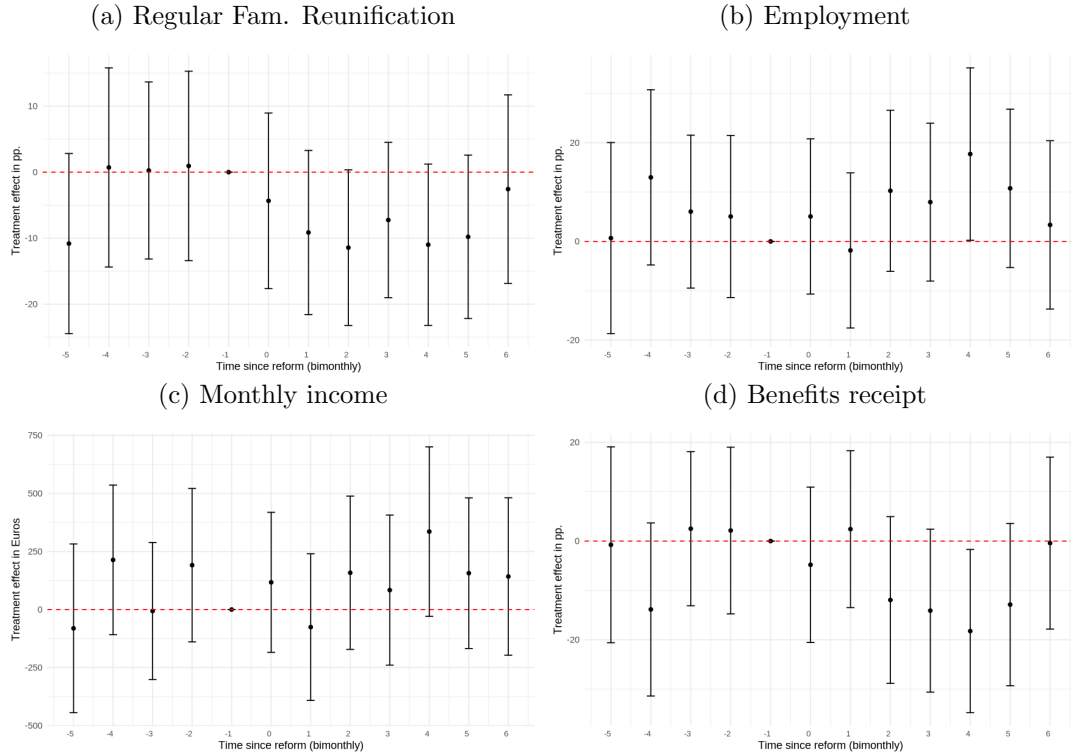 (a) Regular Fam. Reunification
Treatment effect in pp.
10
0
-10
-20
-5 -4 -3 -2 -1 0 1 2 3 4 5 6
Time since reform (bimonthly)
(b) Employment
Treatment effect in pp.
20
0
-20
-5 -4 -3 -2 -1 0 1 2 3 4 5 6
Time since reform (bimonthly)
(c) Monthly income
Treatment effect in Euros
750
500
250
0
-250
-500
-5 -4 -3 -2 -1 0 1 2 3 4 5 6
Time since reform (bimonthly)
(d) Benefits receipt
Treatment effect in pp.
20
0
-20
-5 -4 -3 -2 -1 0 1 2 3 4 5 6
Time since reform (bimonthly)